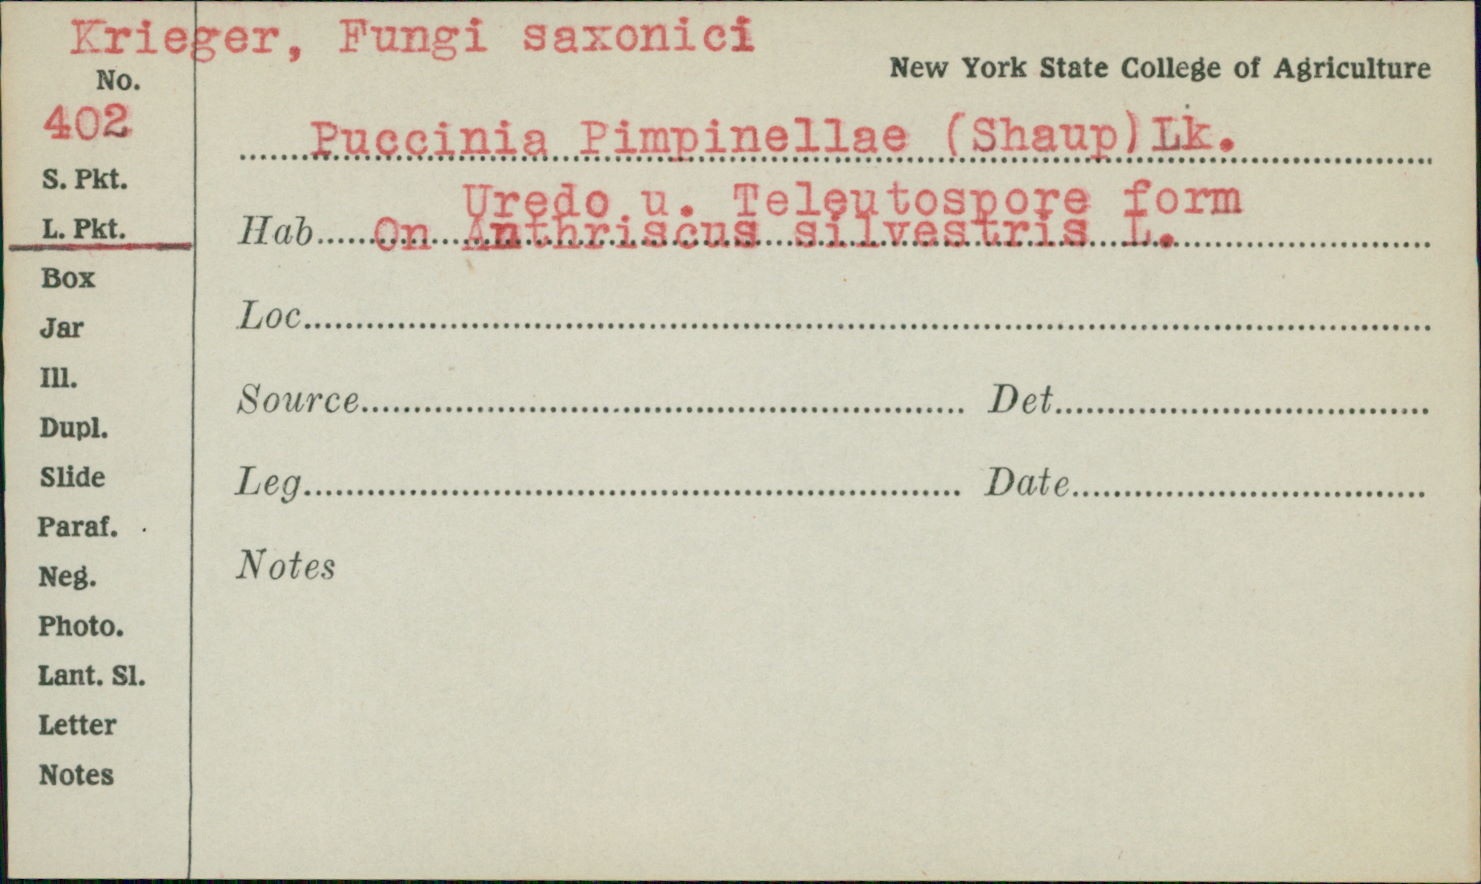 Krieger, Fungi saxonici
New York State College of Agriculture
No.
402
Puccinia Pimpinellae (Shaup)Lk.
S. Pkt.
Uredo u. Teleutospore form
L. Pkt.
Hab. On Anthriscus silvestris L.
Box
Loc.
Jar
Ill.
Source Det.
Dupl.
Slide
Leg. Date
Paraf.
Notes
Neg.
Photo.
Lant. Sl.
Letter
Notes